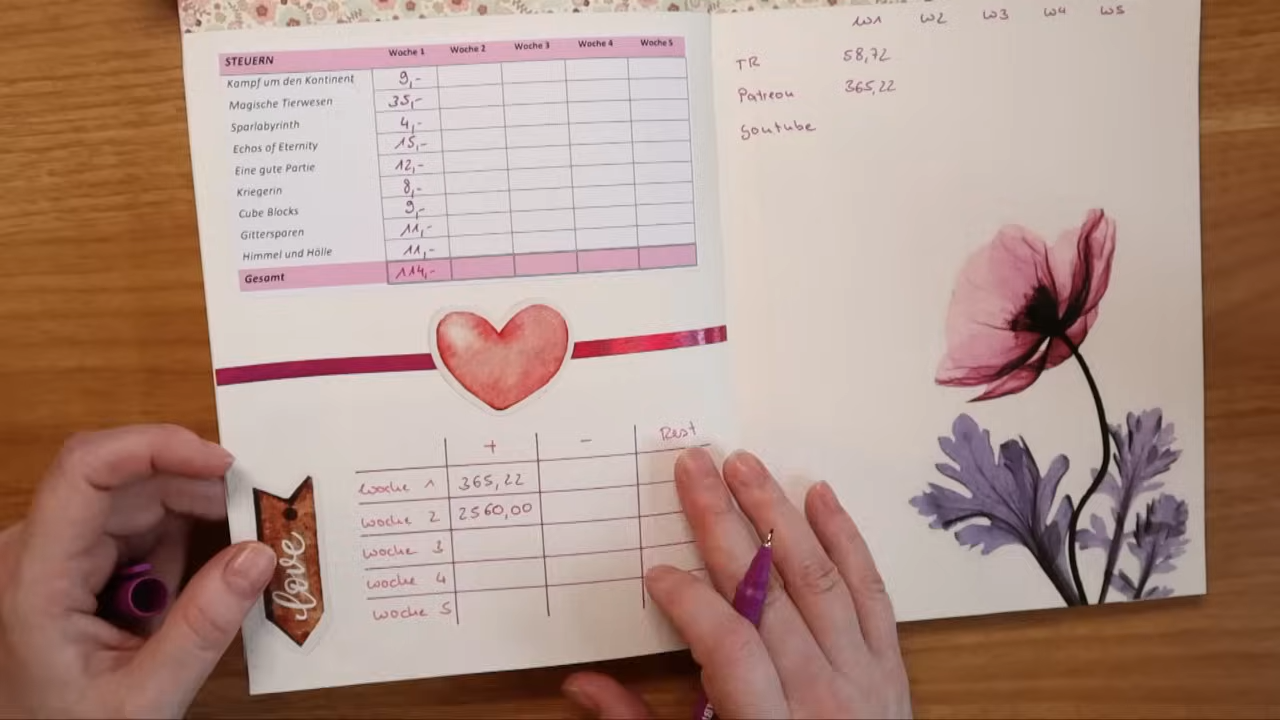 STEUERN Woche 1 Woche 2 Woche 3 Woche 4 Woche 5
Kampf um den Kontinent 9,-
Magische Tierwesen 35,-
Sparlabyrinth 4,-
Echos of Eternity 15,-
Eine gute Partie 12,-
Kriegerin 8,-
Cube Blocks 9,-
Gittersparen 11,-
Himmel und Hölle 11,-
Gesamt 114,-
+ - Rest
Woche 1 365,22
Woche 2 2560,00
Woche 3
Woche 4
Woche 5
love
W1 W2 W3 W4 W5
TR 58,72
Patreon 365,22
Youtube